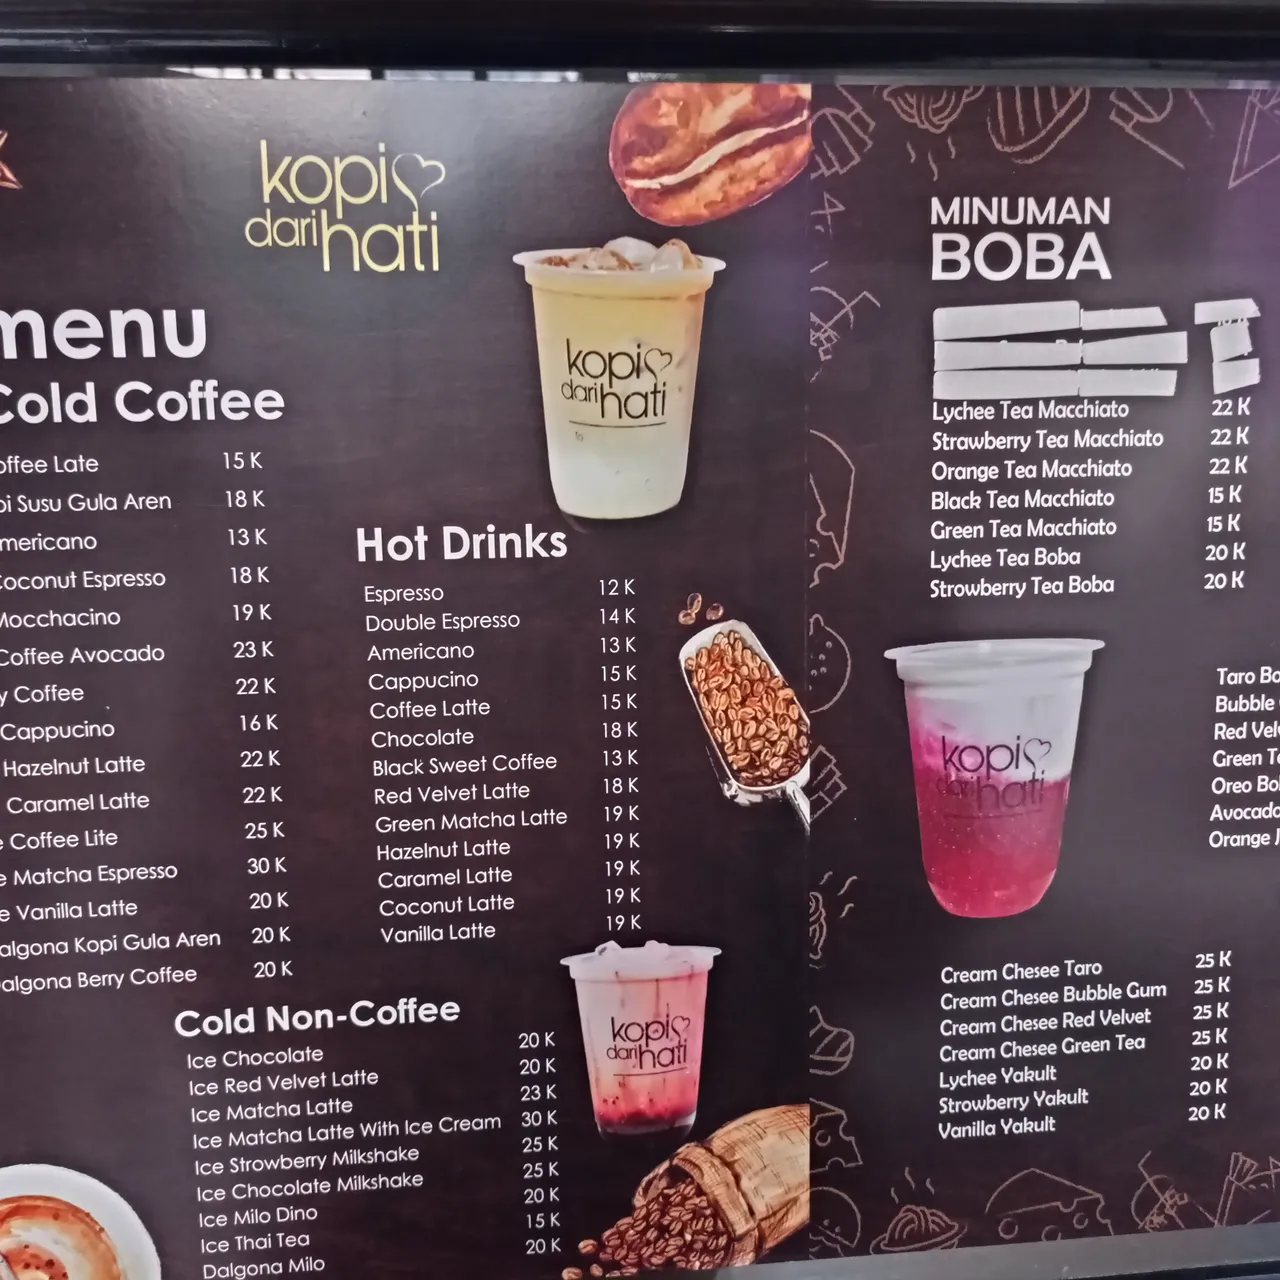 kopi
dari hati
menu
Cold Coffee
Late 15 K
Susu Gula Aren 18 K
13 K
Espresso 18 K
19 K
Coffee Avocado 23 K
Coffee 22 K
Cappucino 16 K
Hazelnut Latte 22 K
Caramel Latte 22 K
Coffee Lite 25 K
Matcha Espresso 30 K
Vanilla Latte 20 K
Kopi Gula Aren 20 K
Berry Coffee 20 K
kopi
dari hati
Hot Drinks
Espresso 12 K
Double Espresso 14 K
Americano 13 K
Cappucino 15 K
Coffee Latte 15 K
Chocolate 18 K
Black Sweet Coffee 13 K
Red Velvet Latte 18 K
Green Matcha Latte 19 K
Hazelnut Latte 19 K
Caramel Latte 19 K
Coconut Latte 19 K
Vanilla Latte 19 K
Cold Non-Coffee
Ice Chocolate 20 K
Ice Red Velvet Latte 20 K
Ice Matcha Latte 23 K
Ice Matcha Latte With Ice Cream 30 K
Ice Strowberry Milkshake 25 K
Ice Chocolate Milkshake 25 K
Ice Milo Dino 20 K
Ice Thai Tea 15 K
Dalgona Milo 20 K
kopi
dari hati
MINUMAN
BOBA
Lychee Tea Macchiato 22 K
Strawberry Tea Macchiato 22 K
Orange Tea Macchiato 22 K
Black Tea Macchiato 15 K
Green Tea Macchiato 15 K
Lychee Tea Boba 20 K
Strowberry Tea Boba 20 K
kopi
dari hati
Taro
Bubble
Red
Green
Oreo
Orange
Cream Chesee Taro 25 K
Cream Chesee Bubble Gum 25 K
Cream Chesee Red Velvet 25 K
Cream Chesee Green Tea 25 K
Lychee Yakult 20 K
Strowberry Yakult 20 K
Vanilla Yakult 20 K